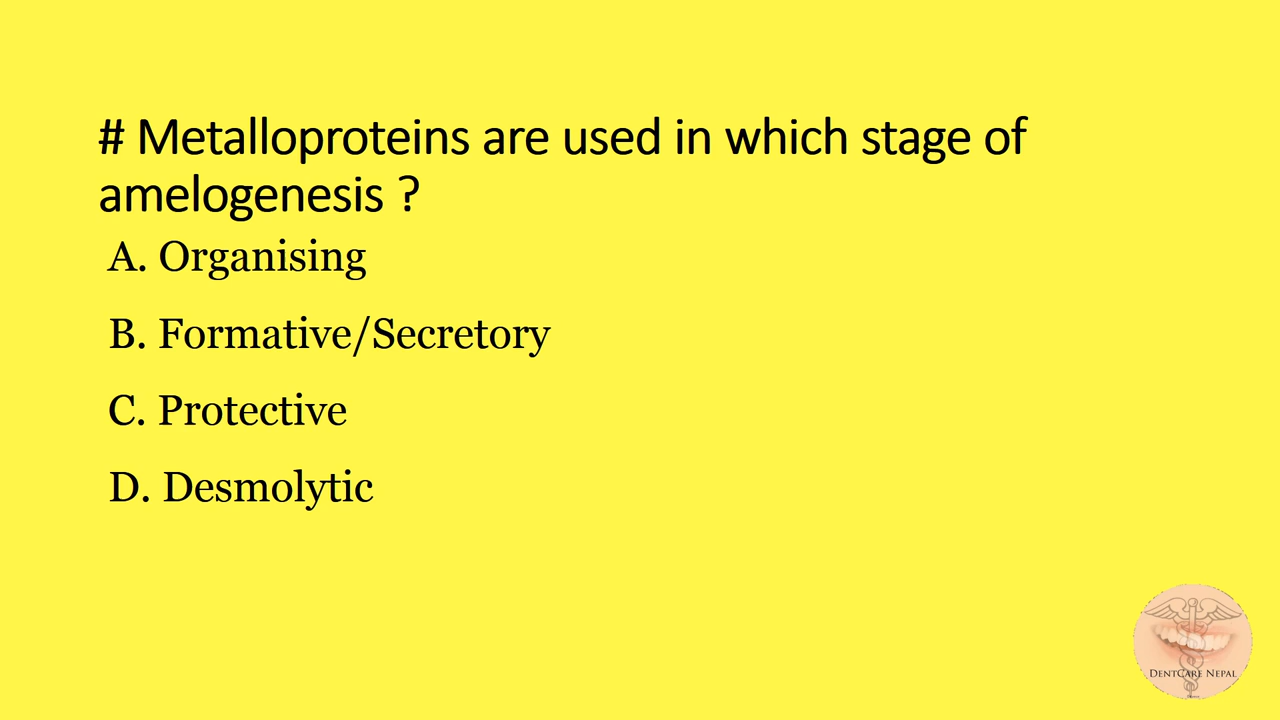 # Metalloproteins are used in which stage of
amelogenesis ?
A. Organising
B. Formative/Secretory
C. Protective
D. Desmolytic
DENTCARE NEPAL